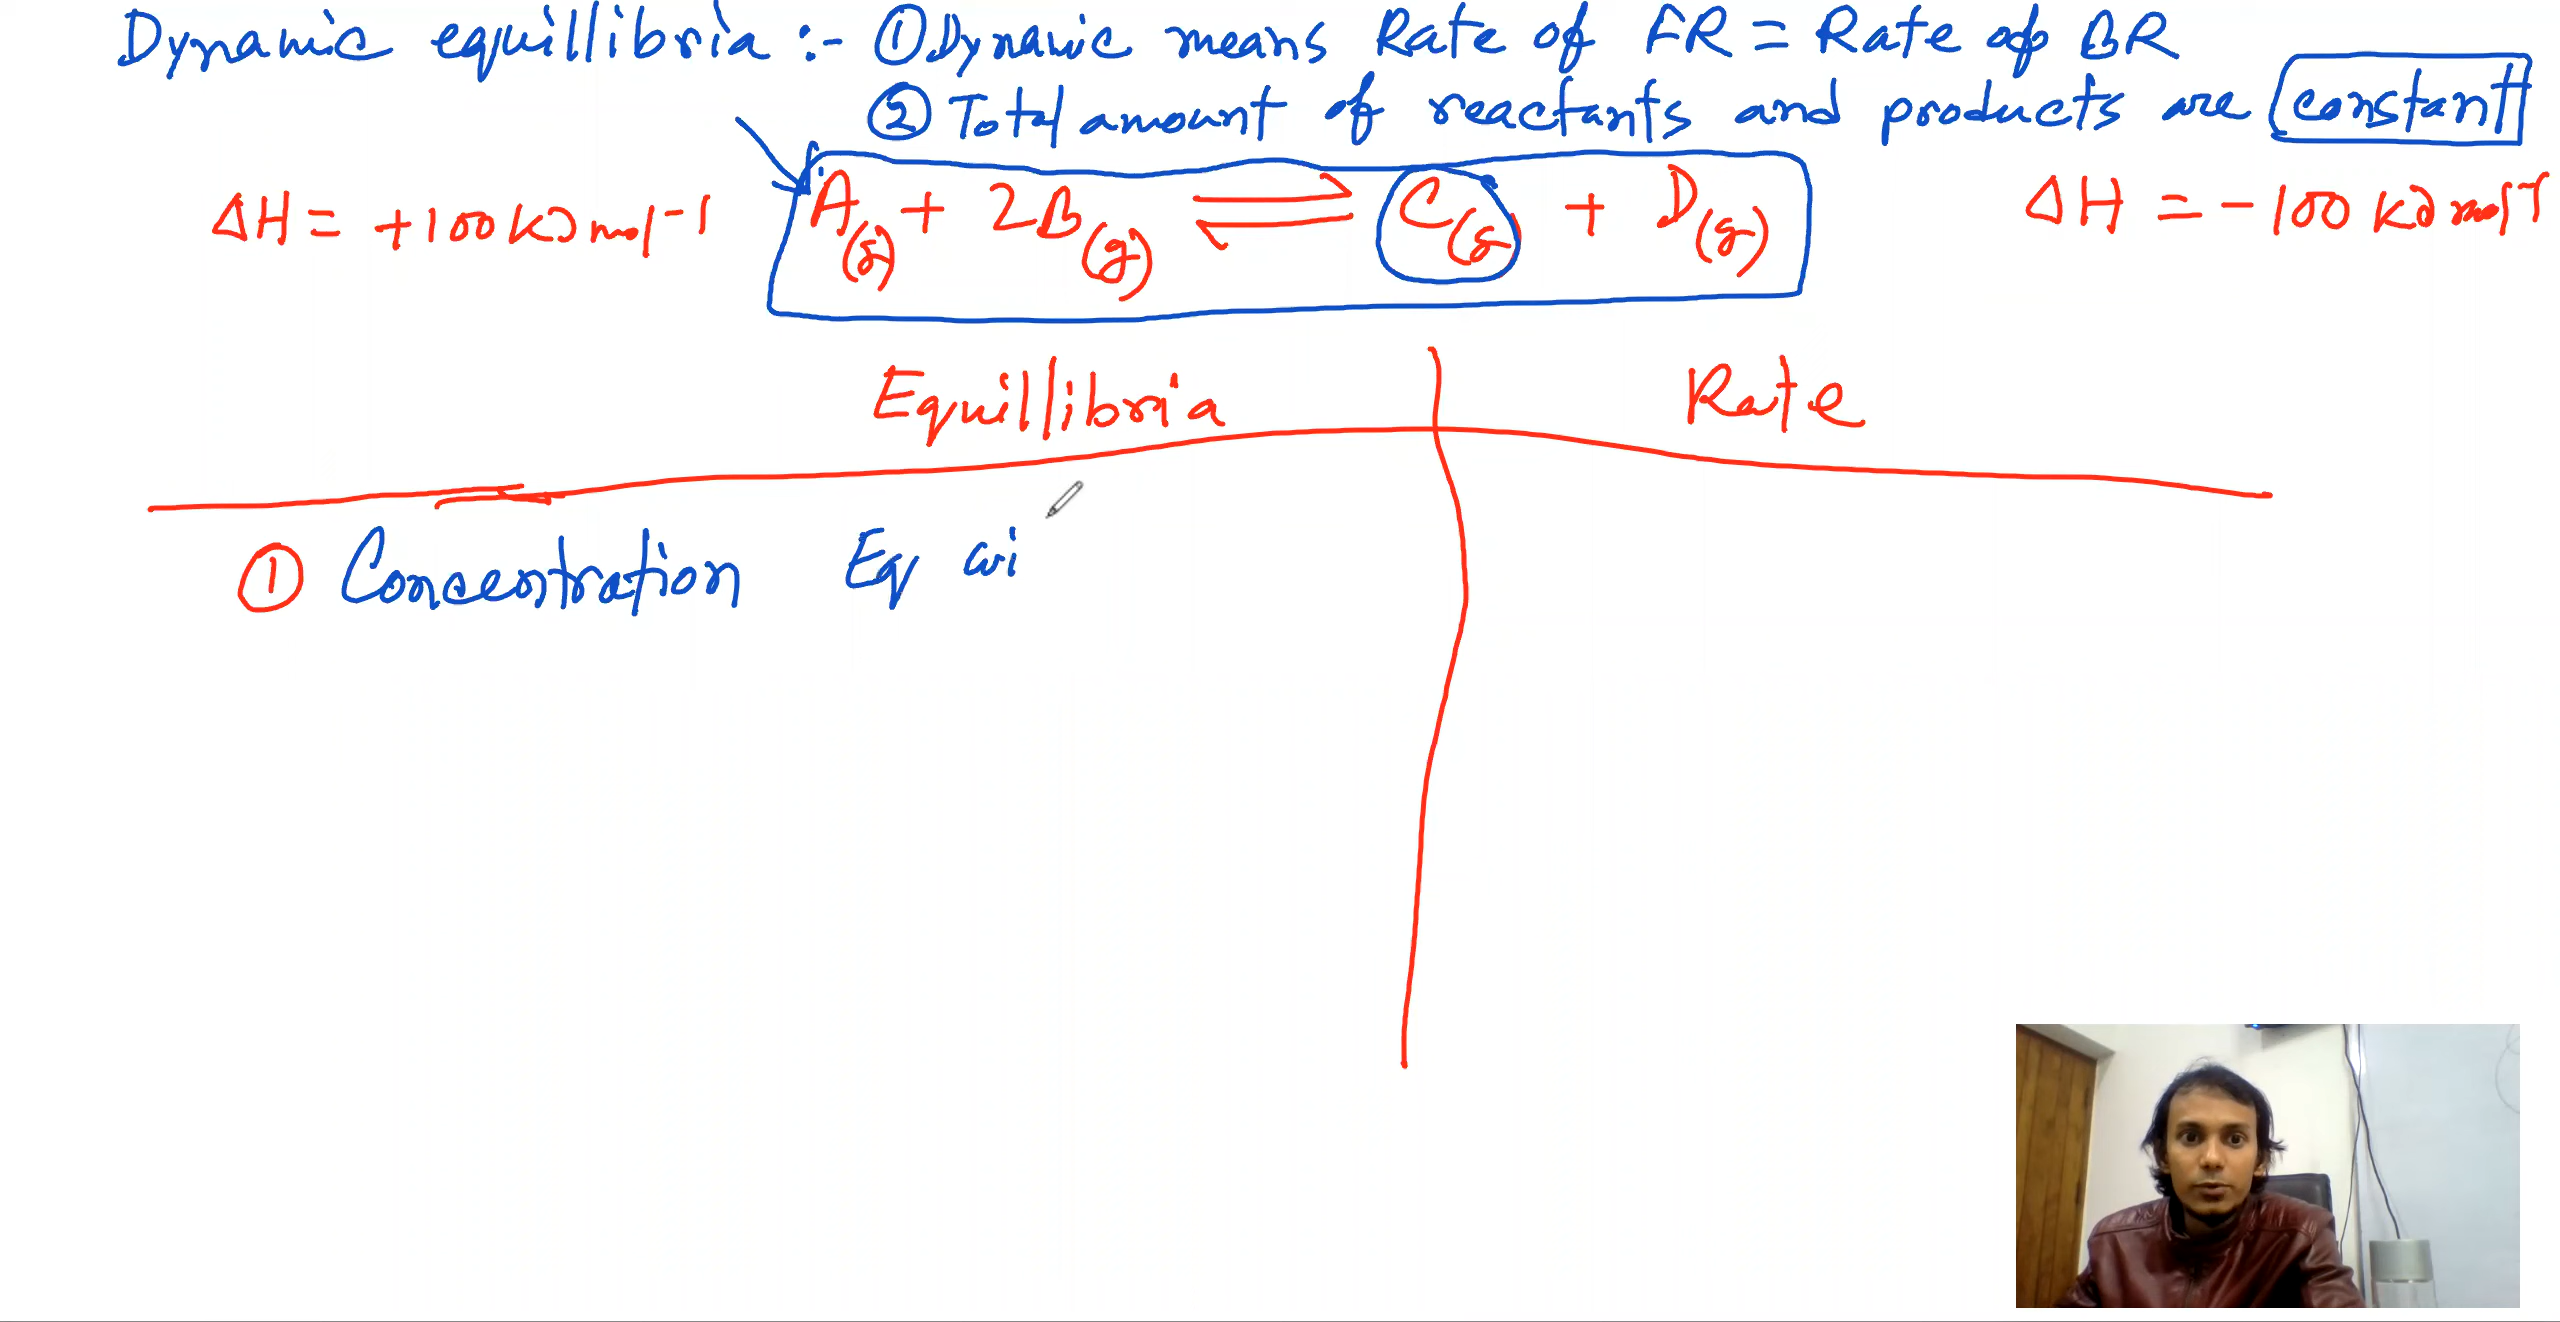 Dynamic equillibria :- ① Dynamic means Rate of FR = Rate of BR
② Total amount of reactants and products are constant
ΔH = +100 kJ mol⁻¹ A(g) + 2B(g) ⇌ C(g) + D(g) ΔH = -100 kJ mol⁻¹
Equillibria Rate
① Concentration Eq wi